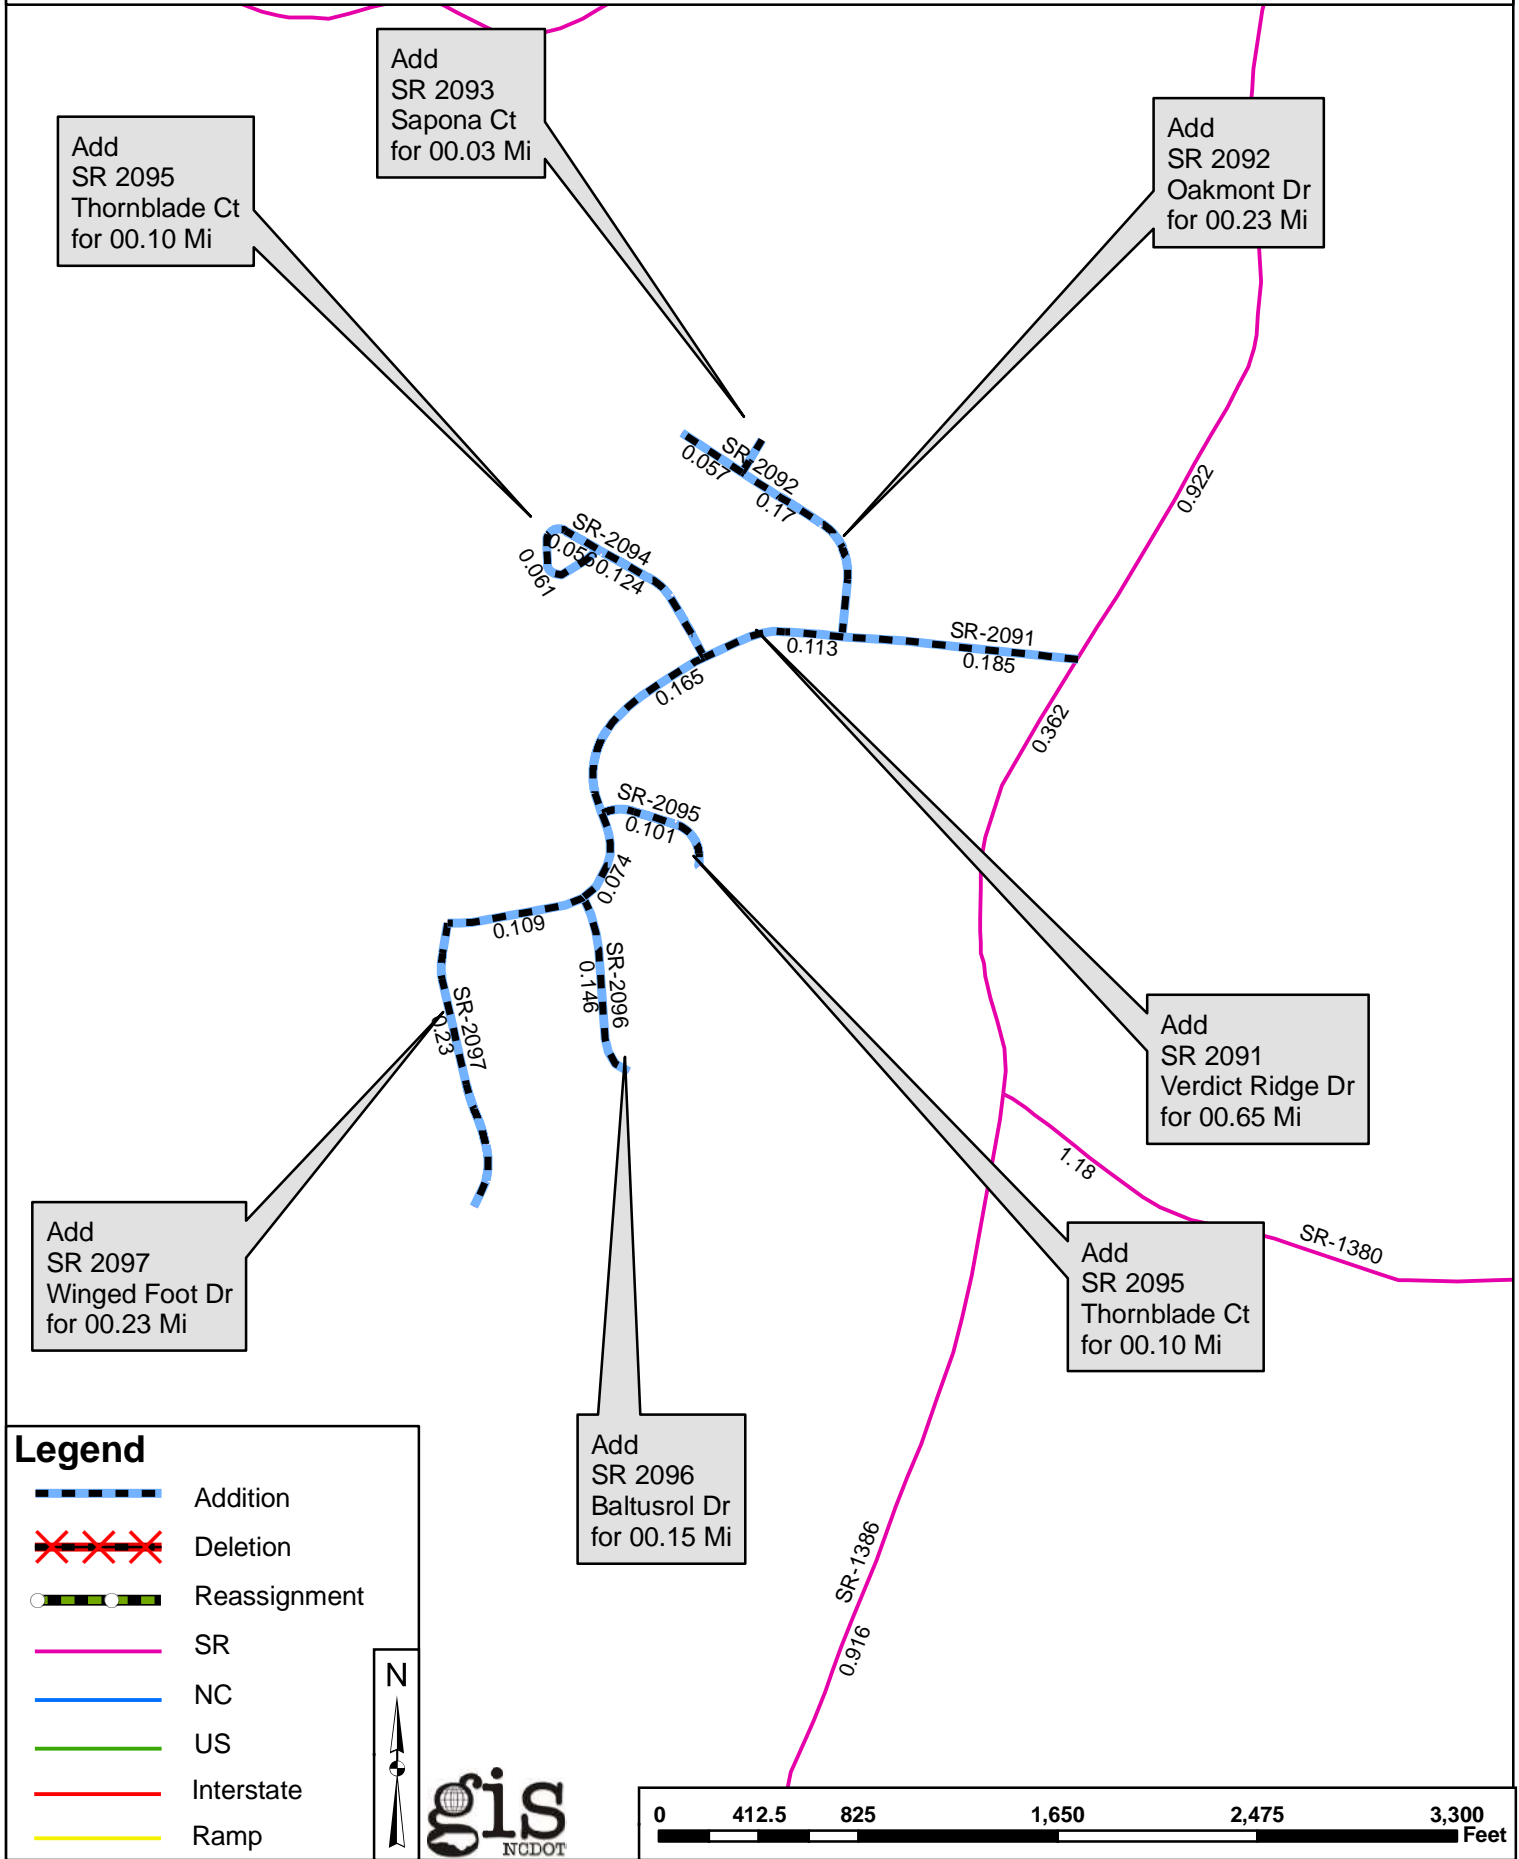 Add
SR 2093
Sapona Ct
for 00.03 Mi
Add
SR 2092
Oakmont Dr
for 00.23 Mi
Add
SR 2095
Thornblade Ct
for 00.10 Mi
SR-2092
0.057
0.17
0.922
SR-2094
0.056
0.124
0.061
SR-2091
0.113
0.185
0.165
0.362
SR-2095
0.101
0.074
0.109
SR-2096
0.146
SR-2097
0.23
Add
SR 2091
Verdict Ridge Dr
for 00.65 Mi
1.18
SR-1380
Add
SR 2097
Winged Foot Dr
for 00.23 Mi
Add
SR 2095
Thornblade Ct
for 00.10 Mi
Add
SR 2096
Baltusrol Dr
for 00.15 Mi
SR-1386
0.916
Legend
Addition
Deletion
Reassignment
SR
NC
US
Interstate
Ramp
N
gis
NCDOT
0 412.5 825 1,650 2,475 3,300
Feet